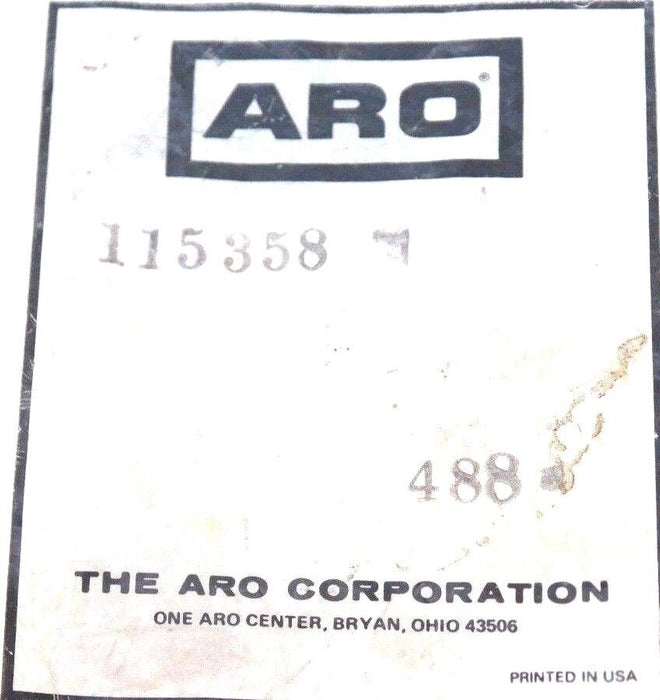 ARO®
115358
488
THE ARO CORPORATION
ONE ARO CENTER, BRYAN, OHIO 43506
PRINTED IN USA